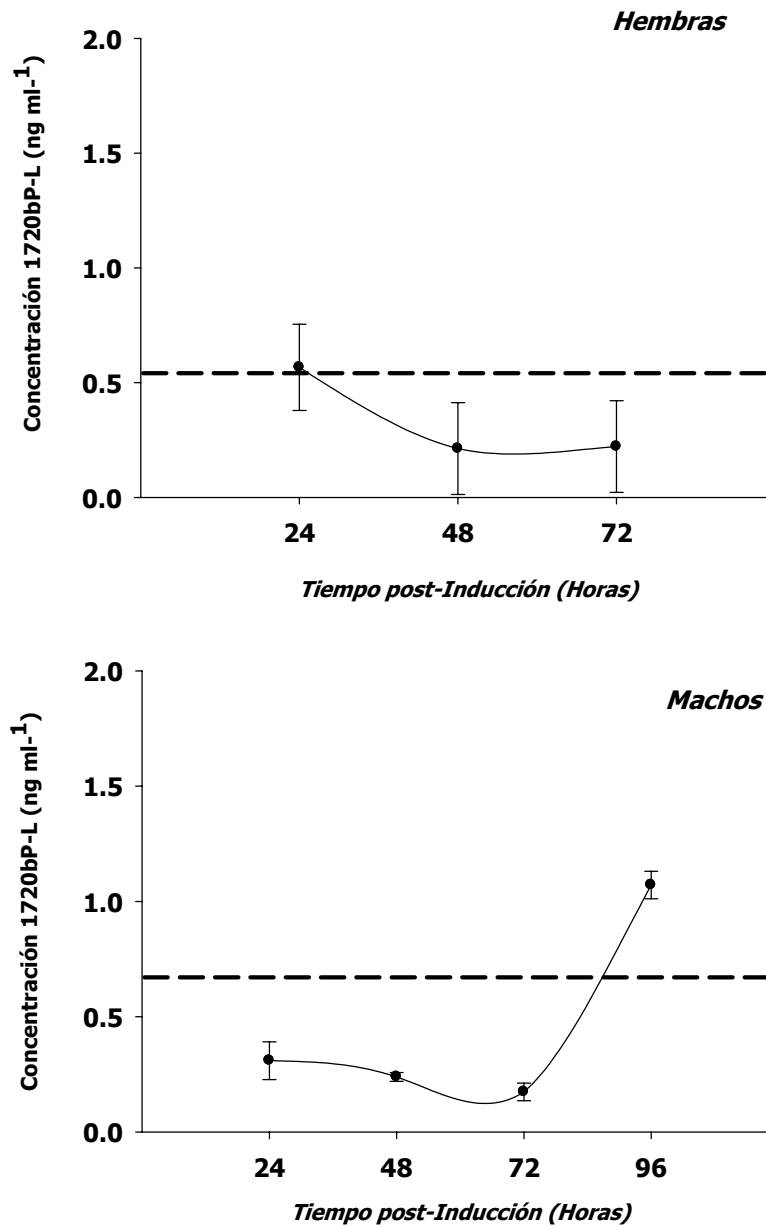 Hembras
Concentración 1720bP-L (ng ml-1)
2.0
1.5
1.0
0.5
0.0
24 48 72
Tiempo post-Inducción (Horas)
Machos
Concentración 1720bP-L (ng ml-1)
2.0
1.5
1.0
0.5
0.0
24 48 72 96
Tiempo post-Inducción (Horas)